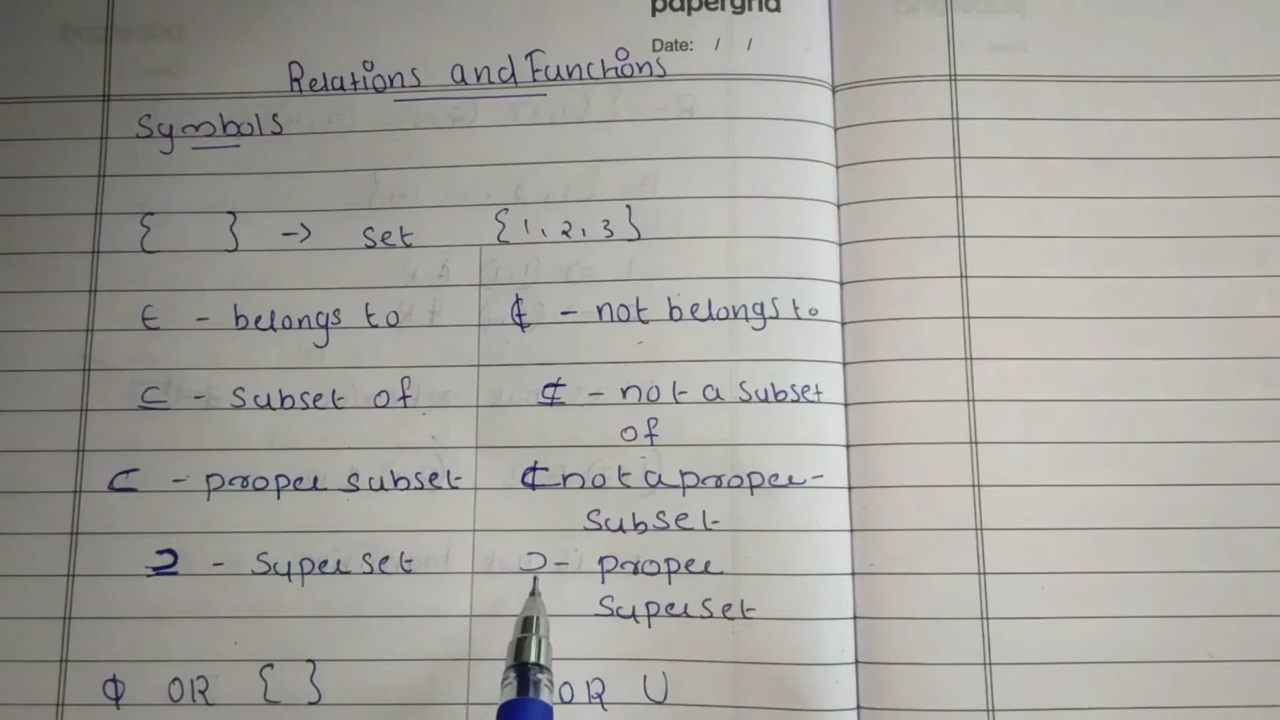 papergrid
Date: / /
Relations and Functions
Symbols
{ } → set {1, 2, 3}
∈ - belongs to ∉ - not belongs to
⊆ - subset of ⊈ - not a subset
of
⊂ - proper subset ⊄ not a proper-
subset
⊇ - superset ⊃ - proper
superset
φ OR { } OR U